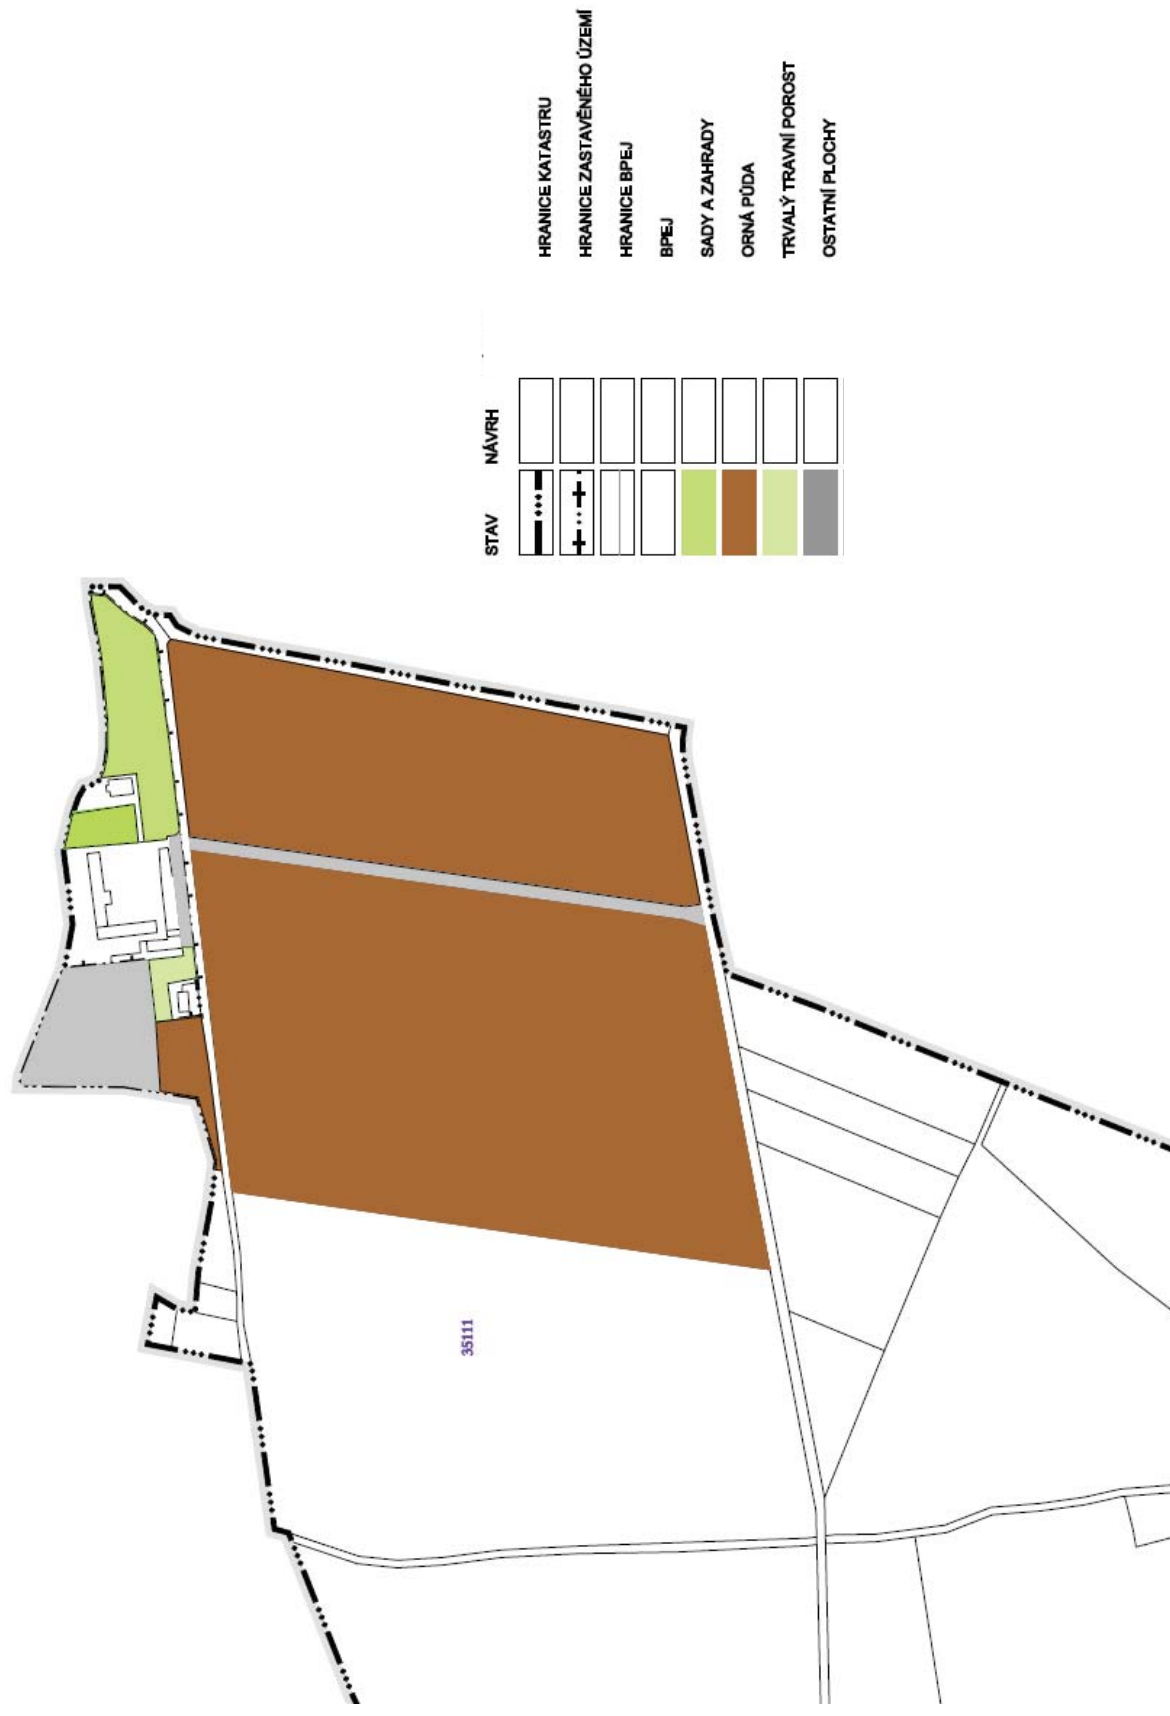 STAV NÁVRH
HRANICE KATASTRU
HRANICE ZASTAVĚNÉHO ÚZEMÍ
HRANICE BPEJ
BPEJ
SADY A ZAHRADY
ORNÁ PŮDA
TRVALÝ TRAVNÍ POROST
OSTATNÍ PLOCHY
35111